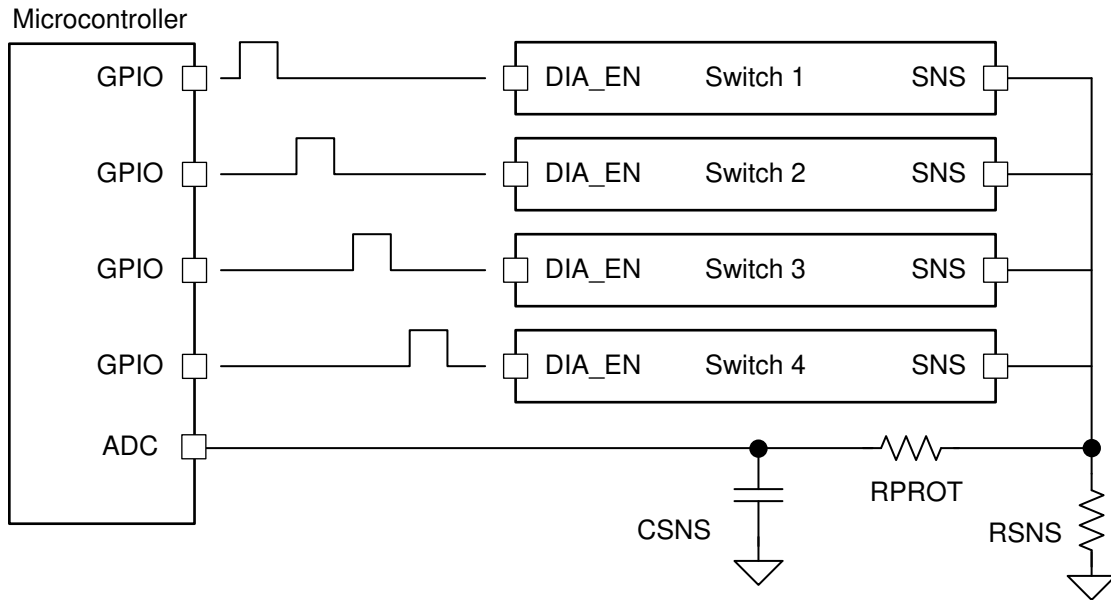 Microcontroller
GPIO DIA_EN Switch 1 SNS
GPIO DIA_EN Switch 2 SNS
GPIO DIA_EN Switch 3 SNS
GPIO DIA_EN Switch 4 SNS
ADC
RPROT
CSNS
RSNS